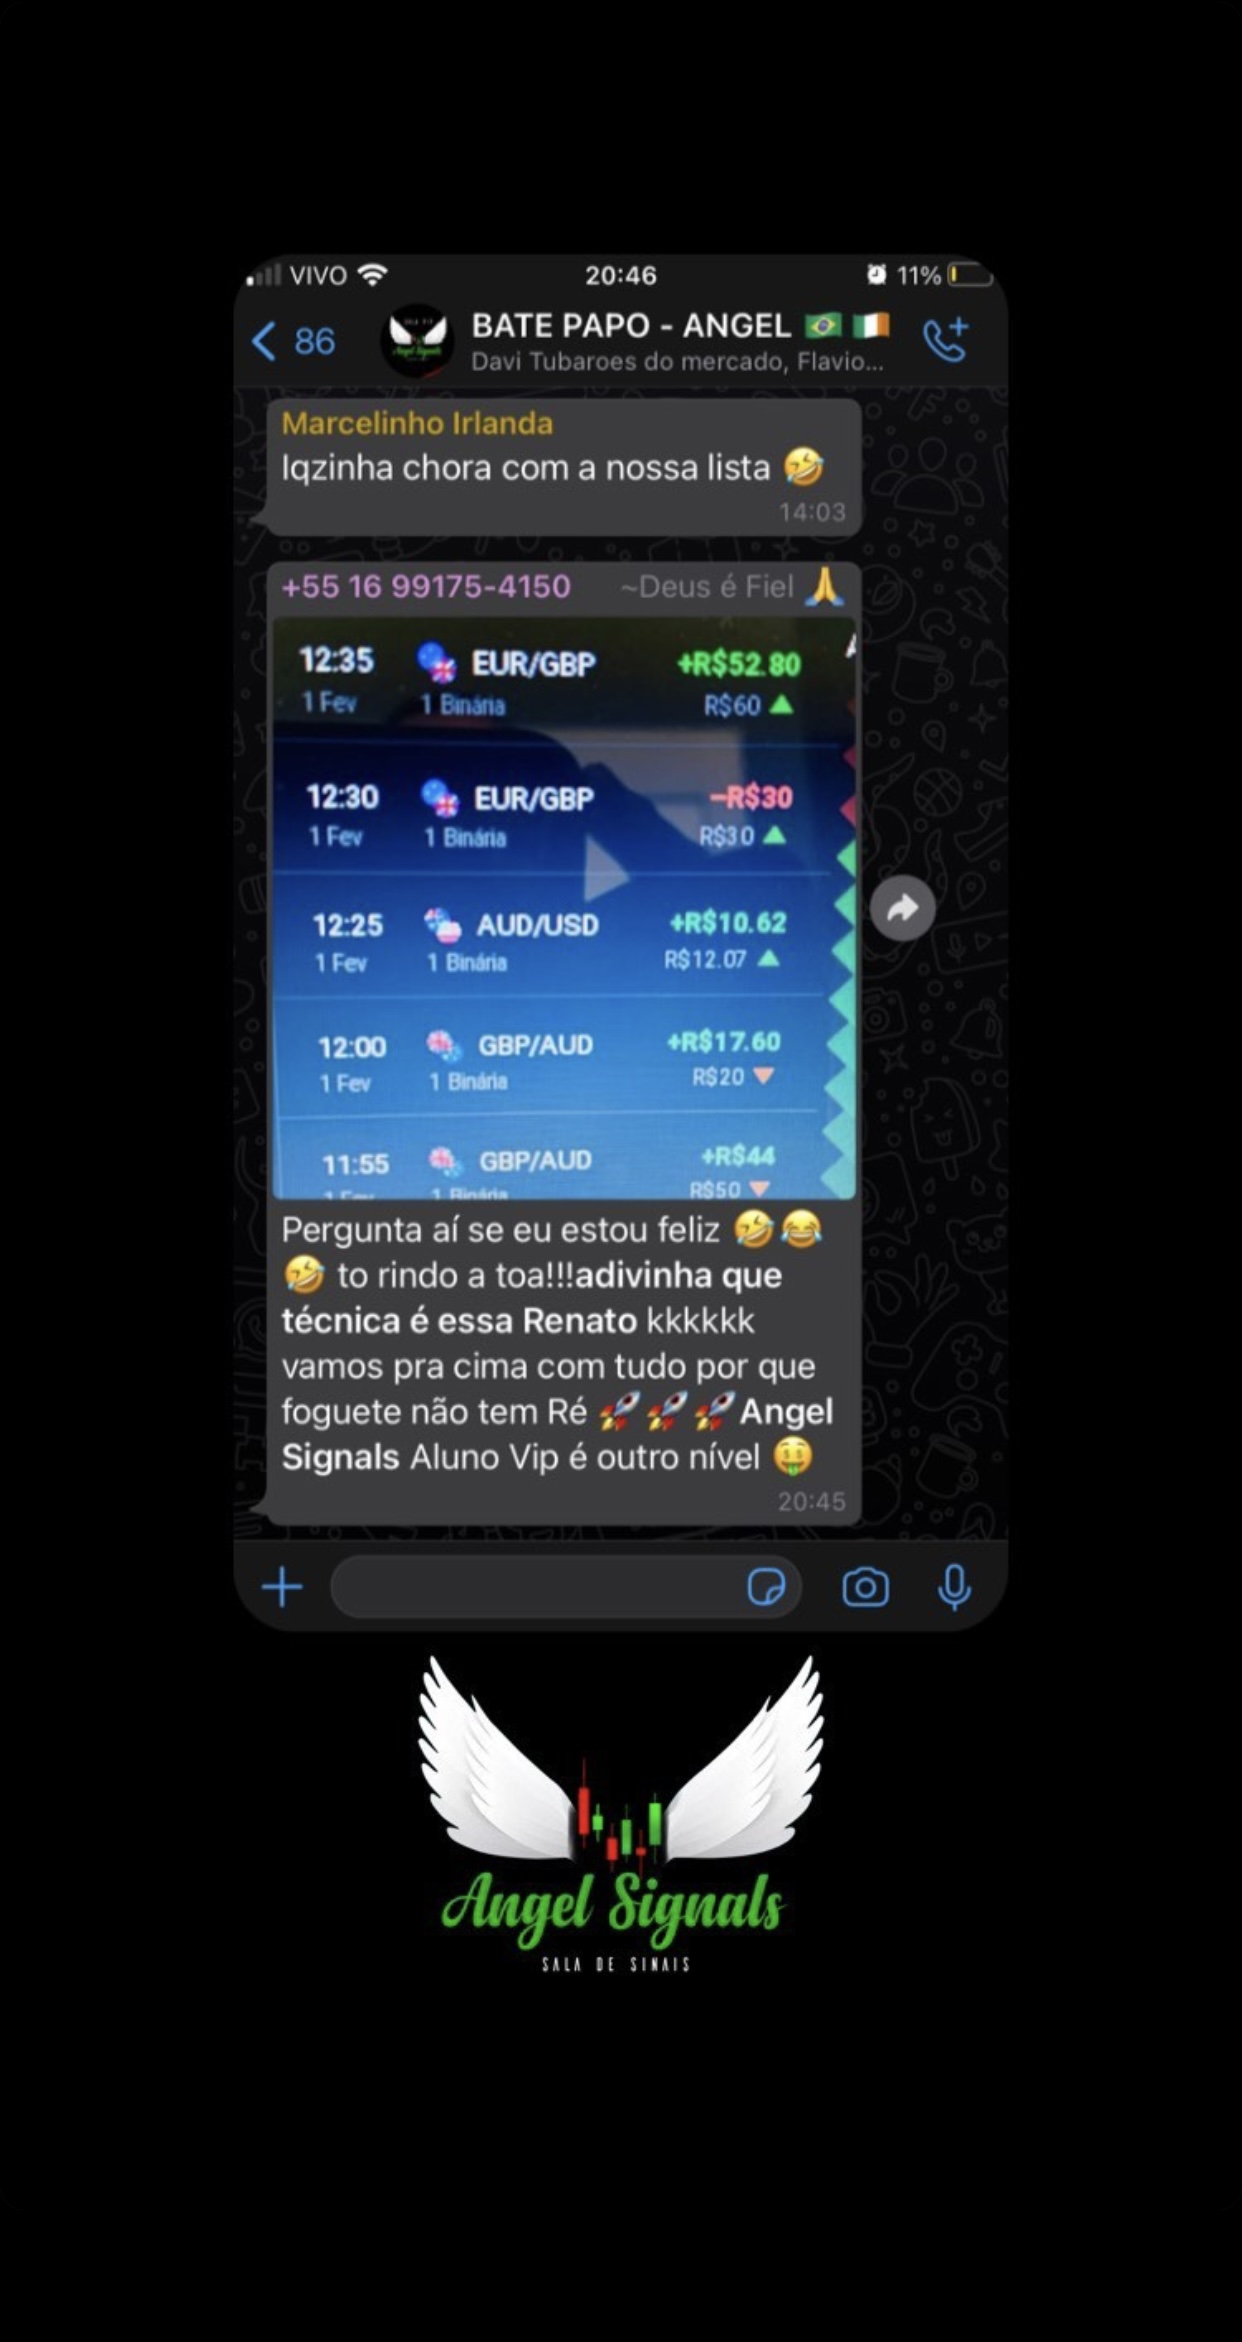 VIVO 20:46 11%
86 BATE PAPO - ANGEL 🇧🇷 🇮🇪
Davi Tubaroes do mercado, Flavio...
Marcelinho Irlanda
Iqzinha chora com a nossa lista 🤣
14:03
+55 16 99175-4150 ~Deus é Fiel 🙏
12:35 EUR/GBP +R$52.80
1 Fev 1 Binária R$60
12:30 EUR/GBP -R$30
1 Fev 1 Binária R$30
12:25 AUD/USD +R$10.62
1 Fev 1 Binária R$12.07
12:00 GBP/AUD +R$17.60
1 Fev 1 Binária R$20
11:55 GBP/AUD +R$44
1 Fev 1 Binária R$50
Pergunta aí se eu estou feliz 🤣😂
🤣 to rindo a toa!!!adivinha que
técnica é essa Renato kkkkkk
vamos pra cima com tudo por que
foguete não tem Ré 🚀🚀🚀 Angel
Signals Aluno Vip é outro nível 🤑
20:45
Angel Signals
SALA DE SINAIS